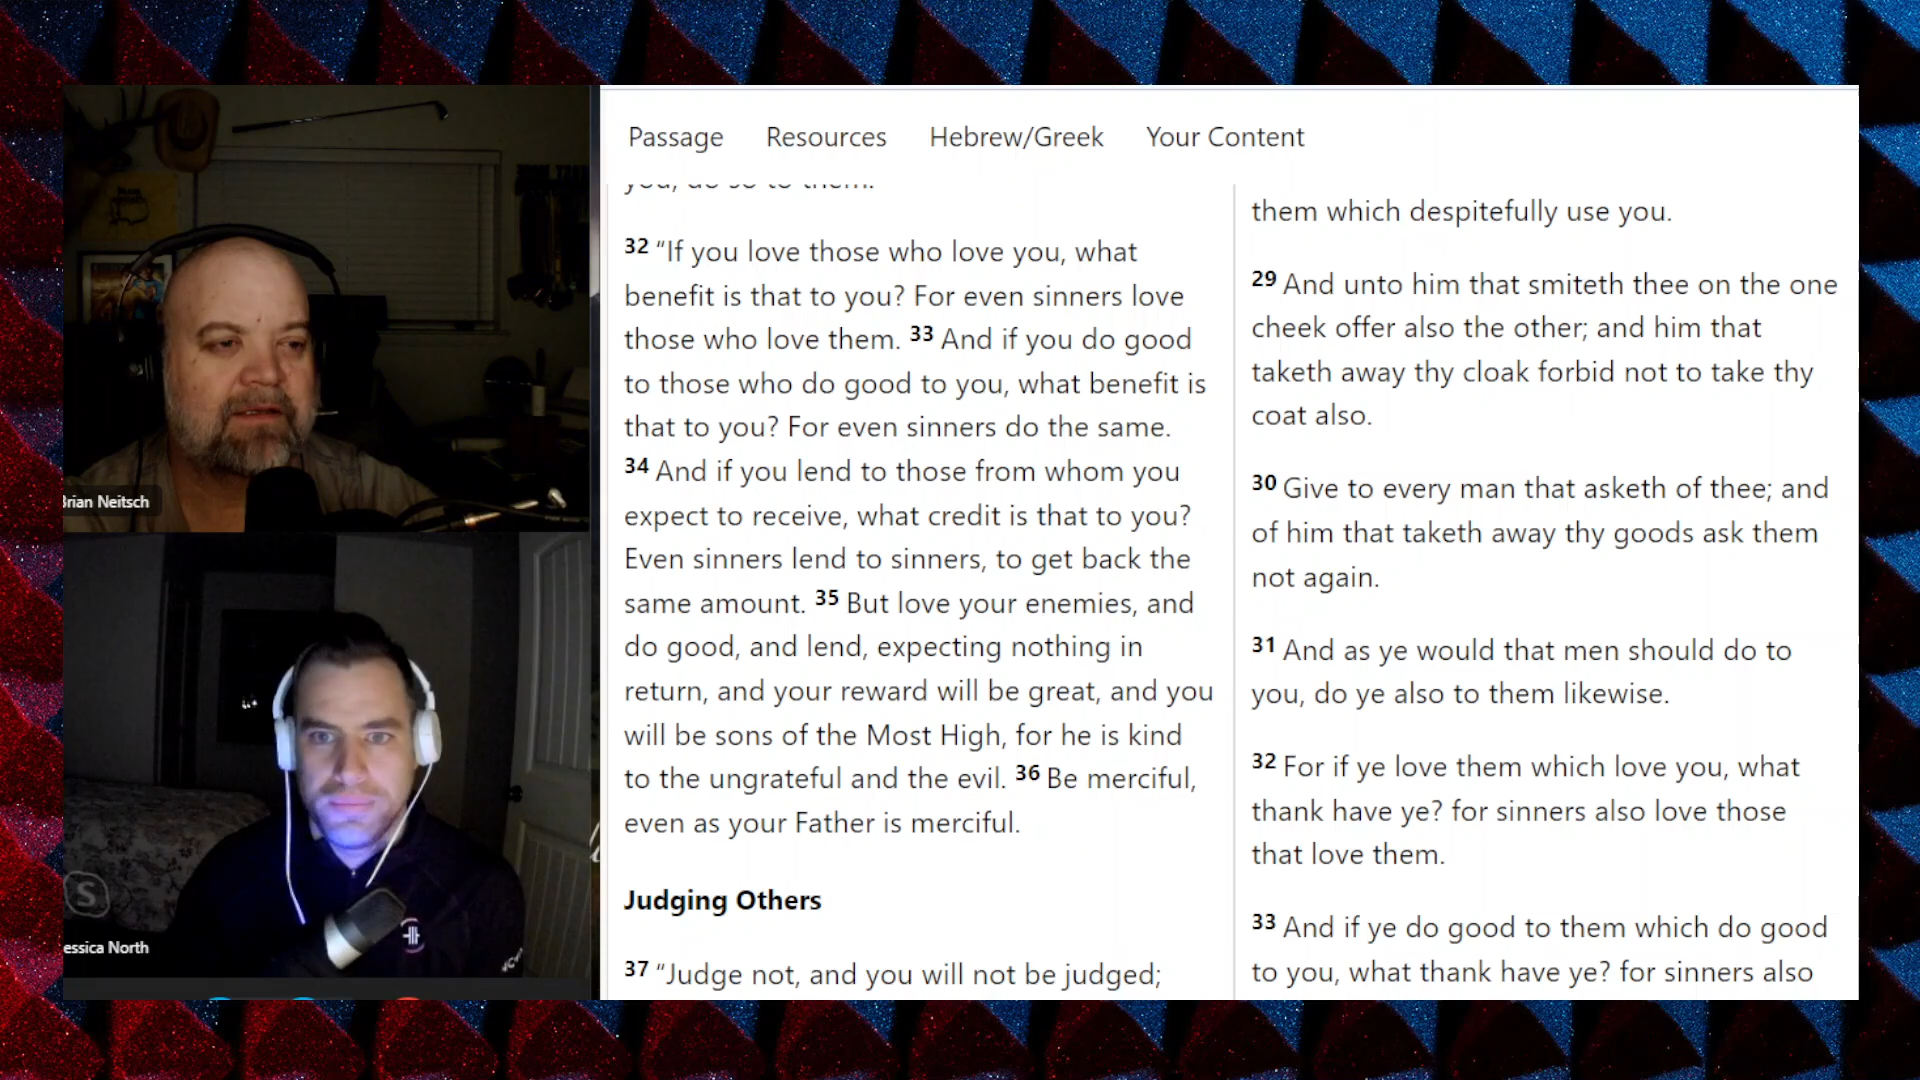 Brian Neitsch
essica North
Passage Resources Hebrew/Greek Your Content
you, do so to them.
32 “If you love those who love you, what
benefit is that to you? For even sinners love
those who love them. 33 And if you do good
to those who do good to you, what benefit is
that to you? For even sinners do the same.
34 And if you lend to those from whom you
expect to receive, what credit is that to you?
Even sinners lend to sinners, to get back the
same amount. 35 But love your enemies, and
do good, and lend, expecting nothing in
return, and your reward will be great, and you
will be sons of the Most High, for he is kind
to the ungrateful and the evil. 36 Be merciful,
even as your Father is merciful.
Judging Others
37 “Judge not, and you will not be judged;
them which despitefully use you.
29 And unto him that smiteth thee on the one
cheek offer also the other; and him that
taketh away thy cloak forbid not to take thy
coat also.
30 Give to every man that asketh of thee; and
of him that taketh away thy goods ask them
not again.
31 And as ye would that men should do to
you, do ye also to them likewise.
32 For if ye love them which love you, what
thank have ye? for sinners also love those
that love them.
33 And if ye do good to them which do good
to you, what thank have ye? for sinners also